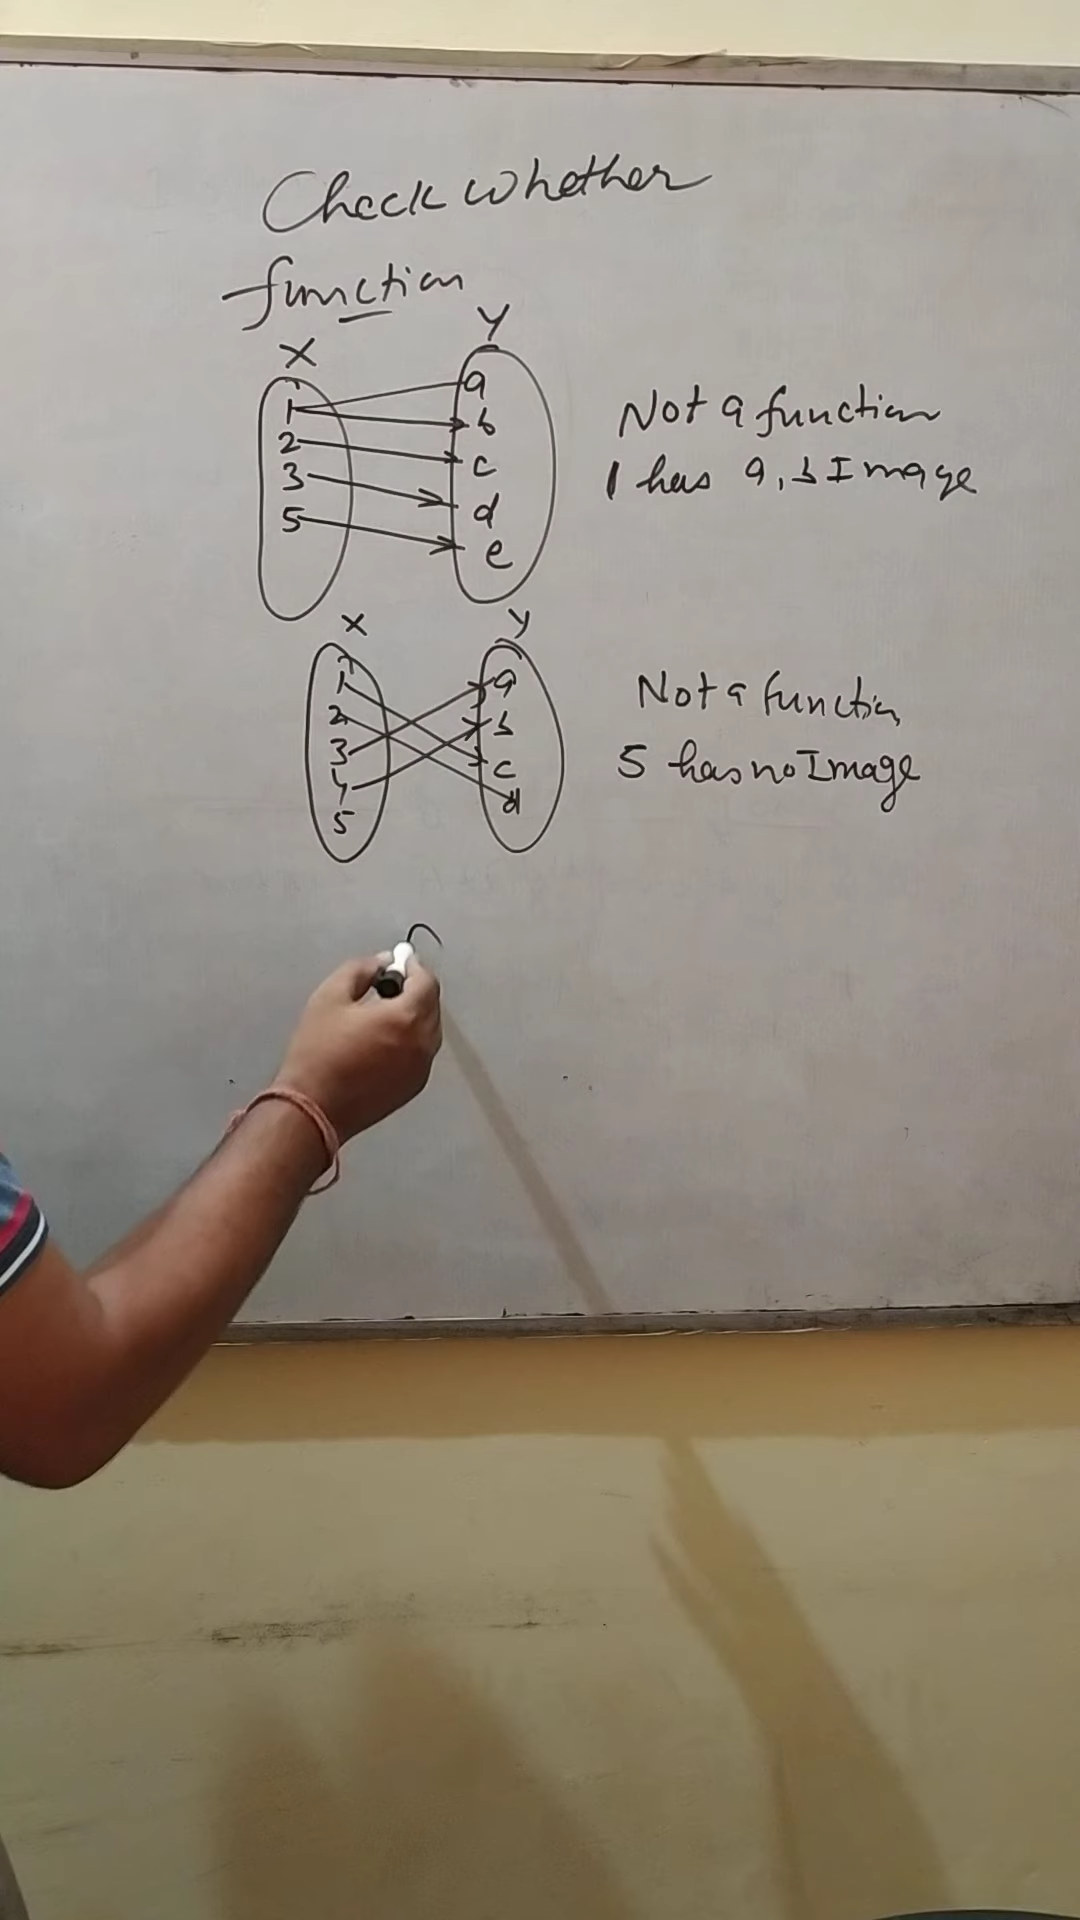 Check whether
function
X Y
1 a
2 b
3 c
5 d
e
Not a function
1 has a, b Image
X Y
1 a
2 b
3 c
4 d
5
Not a function
5 has no Image